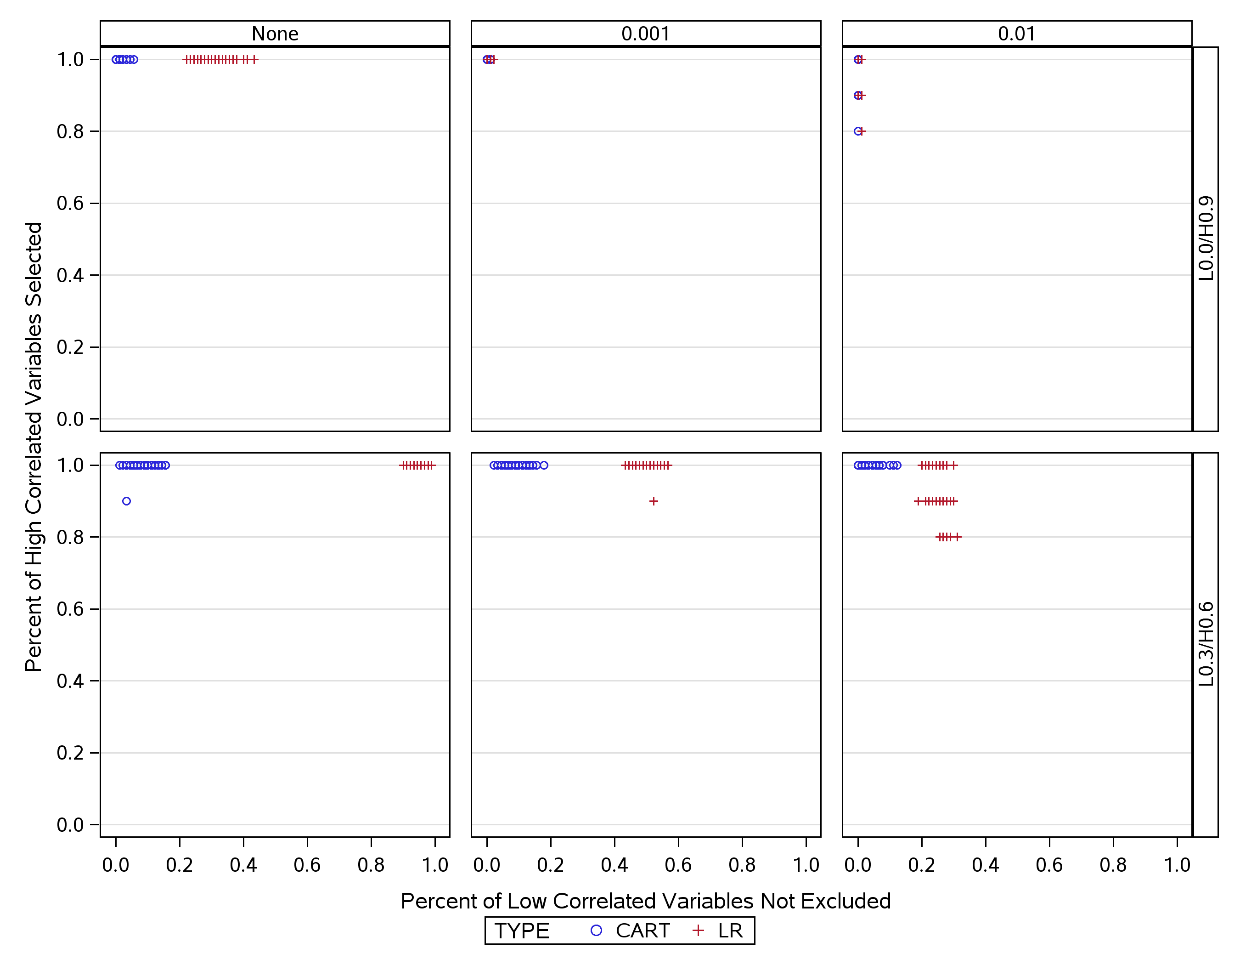 None 0.001 0.01
1.0
0.8
0.6
0.4
0.2
0.0
L0.0/H0.9
Percent of High Correlated Variables Selected
1.0
0.8
0.6
0.4
0.2
0.0
L0.3/H0.6
0.0 0.2 0.4 0.6 0.8 1.0 0.0 0.2 0.4 0.6 0.8 1.0 0.0 0.2 0.4 0.6 0.8 1.0
Percent of Low Correlated Variables Not Excluded
TYPE CART LR